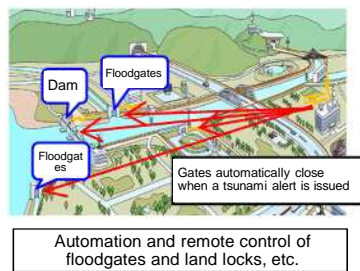 Floodgates
Dam
Floodgat
es
Gates automatically close
when a tsunami alert is issued
Automation and remote control of
floodgates and land locks, etc.